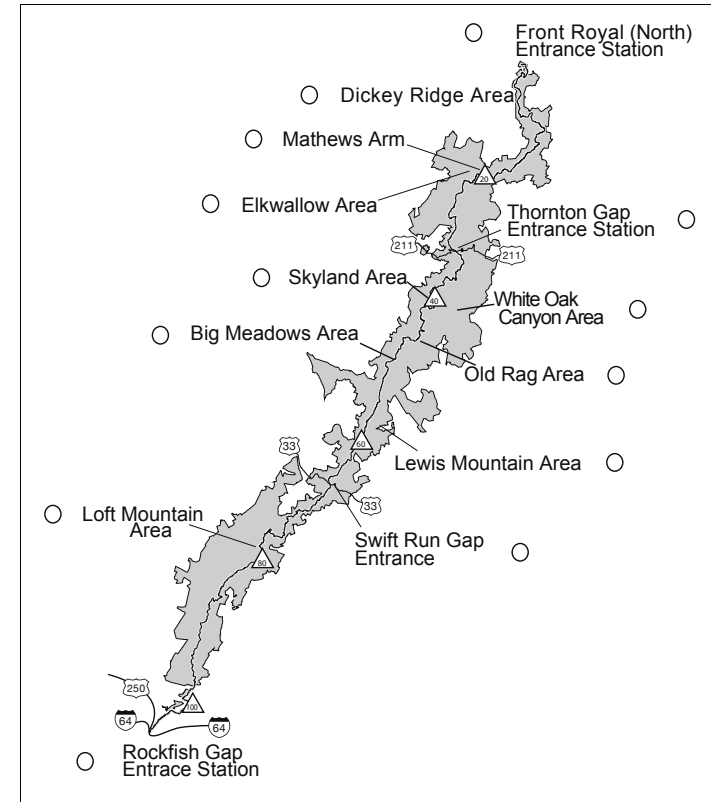 Front Royal (North)
Entrance Station
Dickey Ridge Area
Mathews Arm
20
Elkwallow Area
Thornton Gap
Entrance Station
211
211
Skyland Area
40
White Oak
Canyon Area
Big Meadows Area
Old Rag Area
60
33
Lewis Mountain Area
33
Loft Mountain
Area
Swift Run Gap
Entrance
80
250
100
64
64
Rockfish Gap
Entrace Station